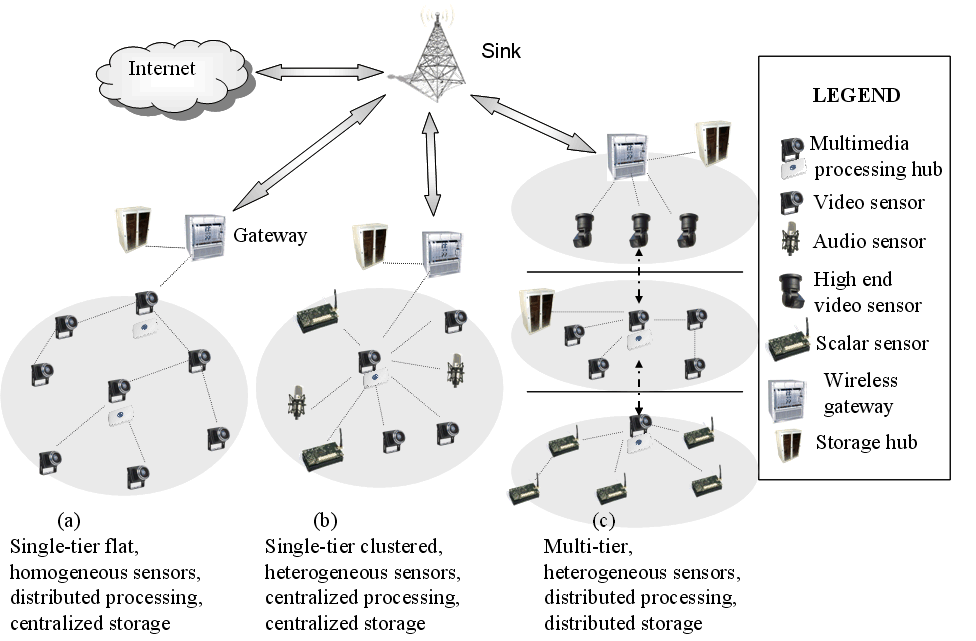 Internet
Sink
Gateway
LEGEND
Multimedia
processing hub
Video sensor
Audio sensor
High end
video sensor
Scalar sensor
Wireless
gateway
Storage hub
(a)
Single-tier flat,
homogeneous sensors,
distributed processing,
centralized storage
(b)
Single-tier clustered,
heterogeneous sensors,
centralized processing,
centralized storage
(c)
Multi-tier,
heterogeneous sensors,
distributed processing,
distributed storage